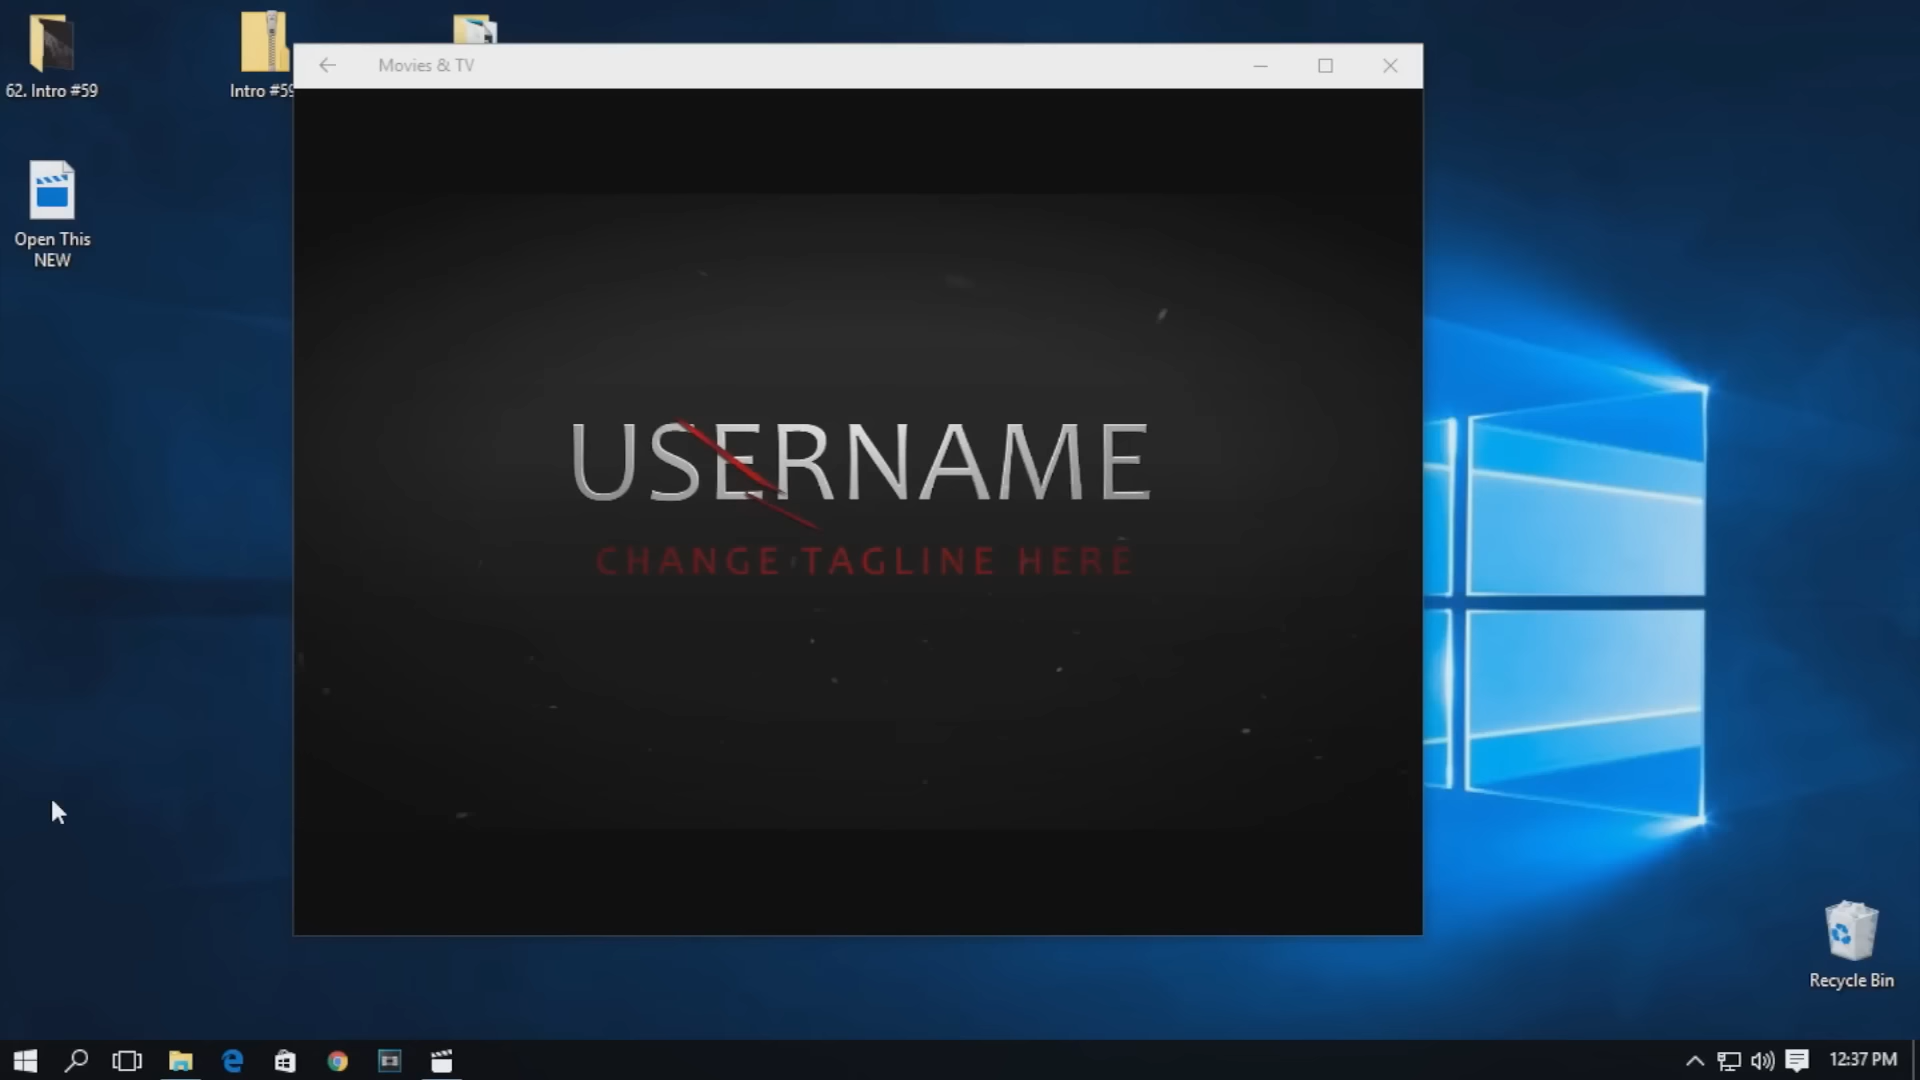 62. Intro #59
Intro #59
Open This
NEW
Movies & TV
USERNAME
CHANGE TAGLINE HERE
Recycle Bin
12:37 PM